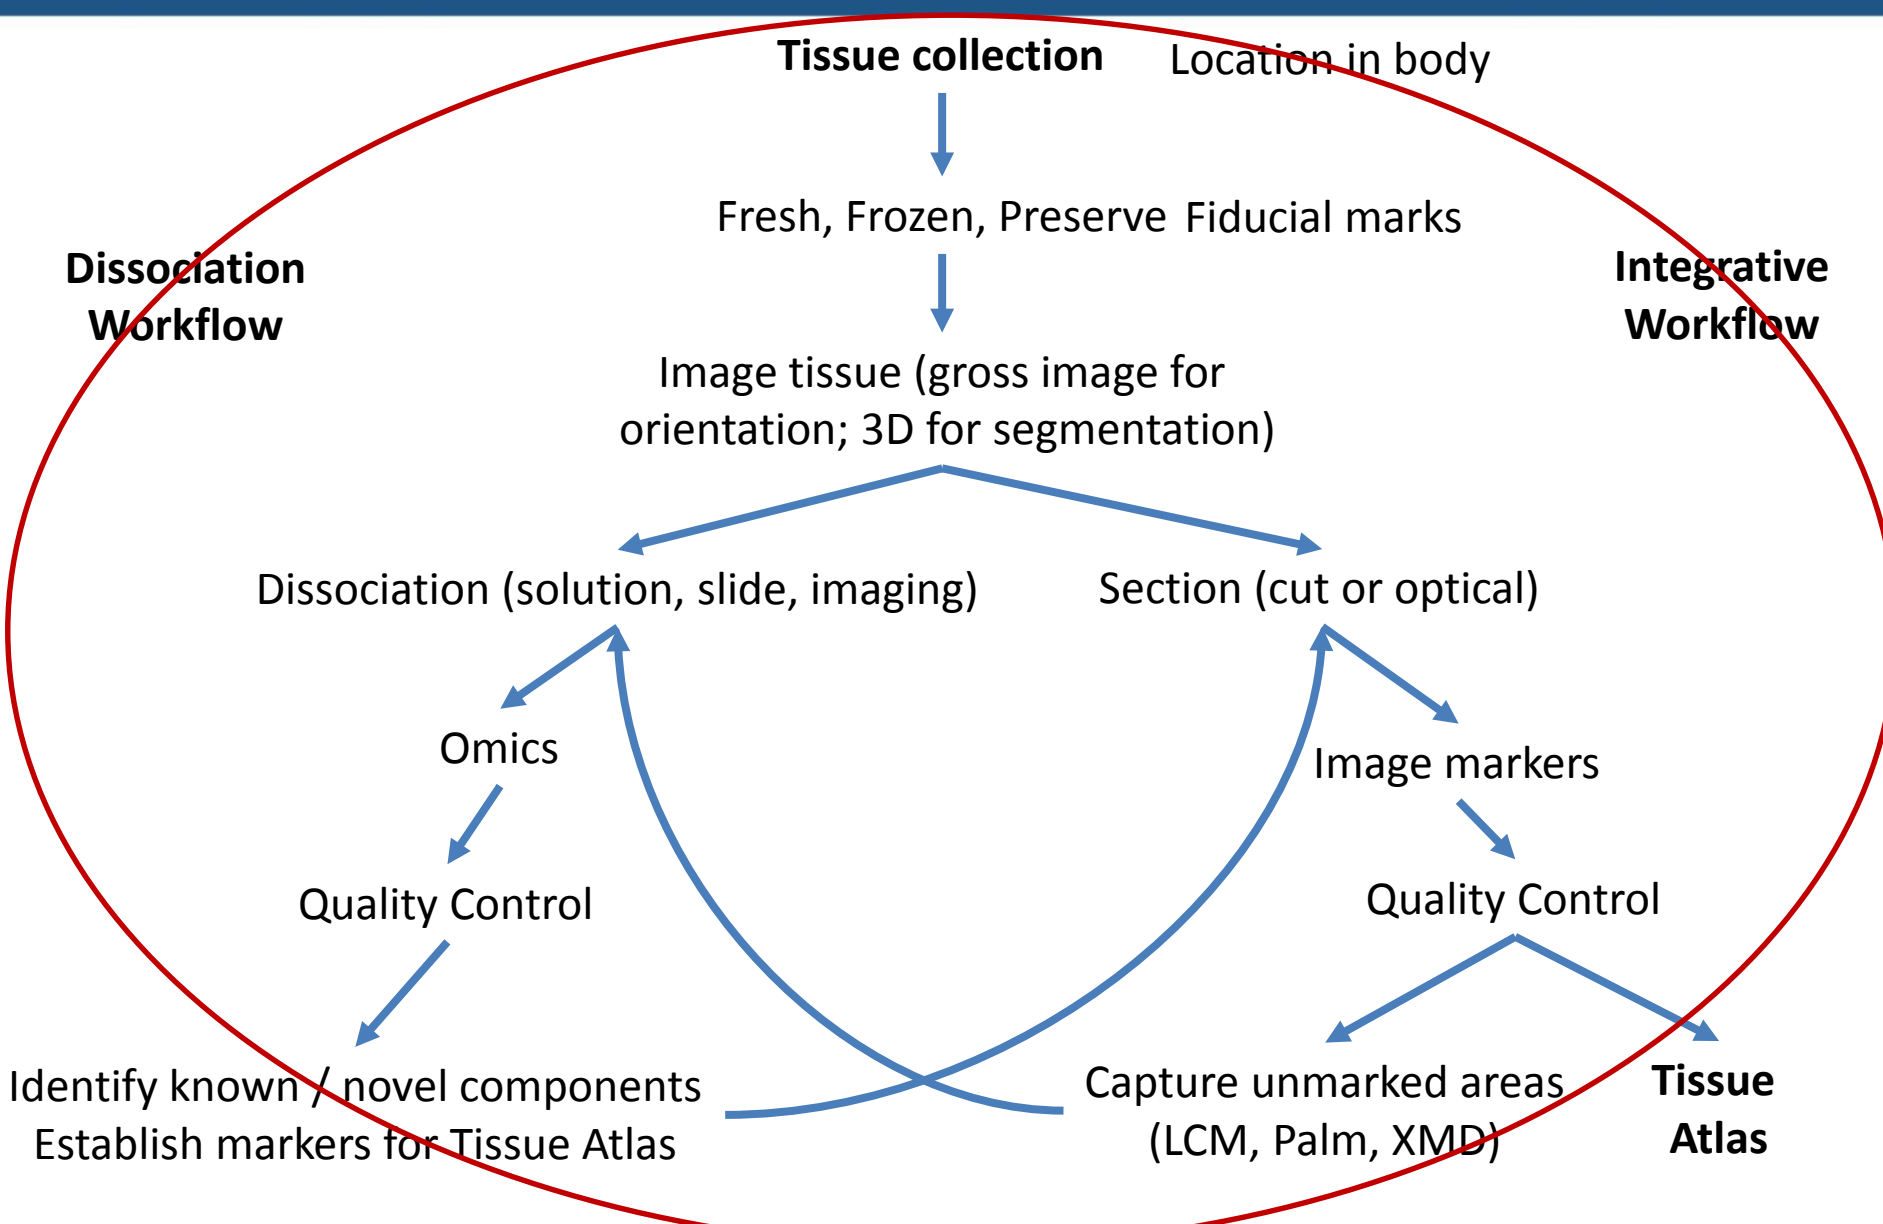 Tissue collection
Location in body
Fresh, Frozen, Preserve
Fiducial marks
Dissociation
Workflow
Integrative
Workflow
Image tissue (gross image for
orientation; 3D for segmentation)
Dissociation (solution, slide, imaging)
Section (cut or optical)
Omics
Image markers
Quality Control
Quality Control
Identify known / novel components
Establish markers for Tissue Atlas
Capture unmarked areas
(LCM, Palm, XMD)
Tissue
Atlas